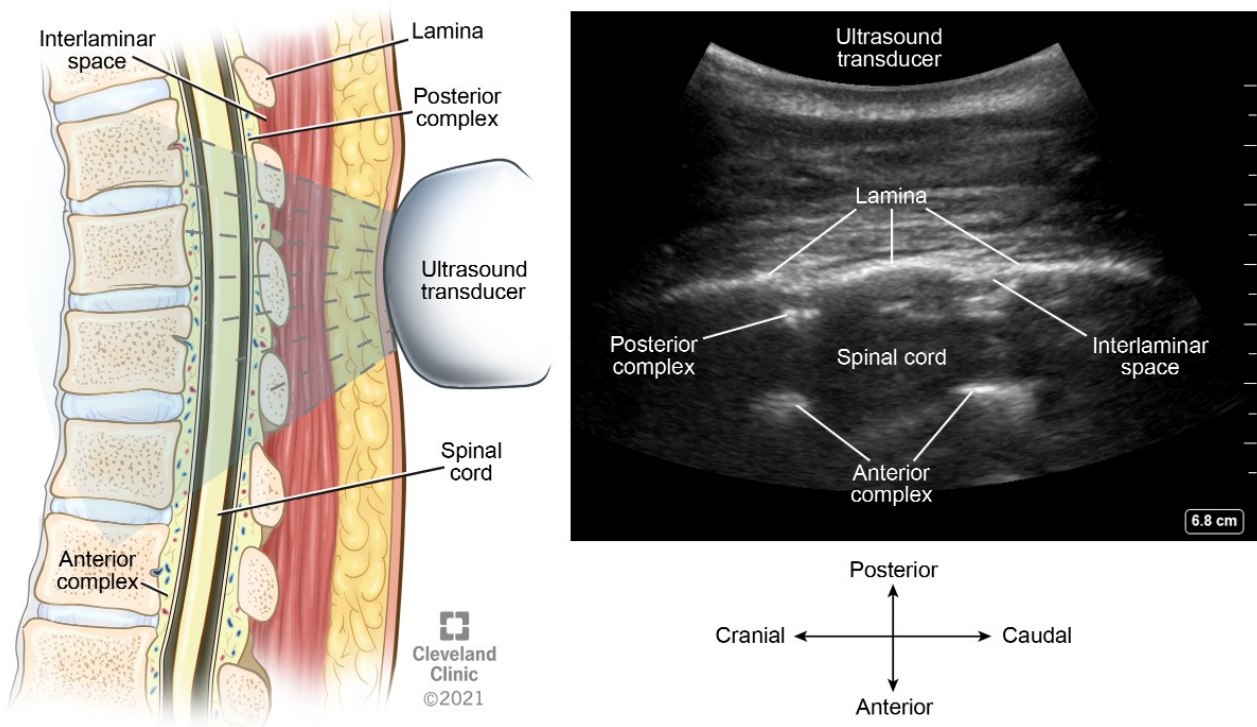 Interlaminar
space
Lamina
Posterior
complex
Ultrasound
transducer
Spinal
cord
Anterior
complex
Cleveland
Clinic
©2021
Ultrasound
transducer
Lamina
Posterior
complex
Spinal cord
Interlaminar
space
Anterior
complex
6.8 cm
Posterior
Cranial
Caudal
Anterior